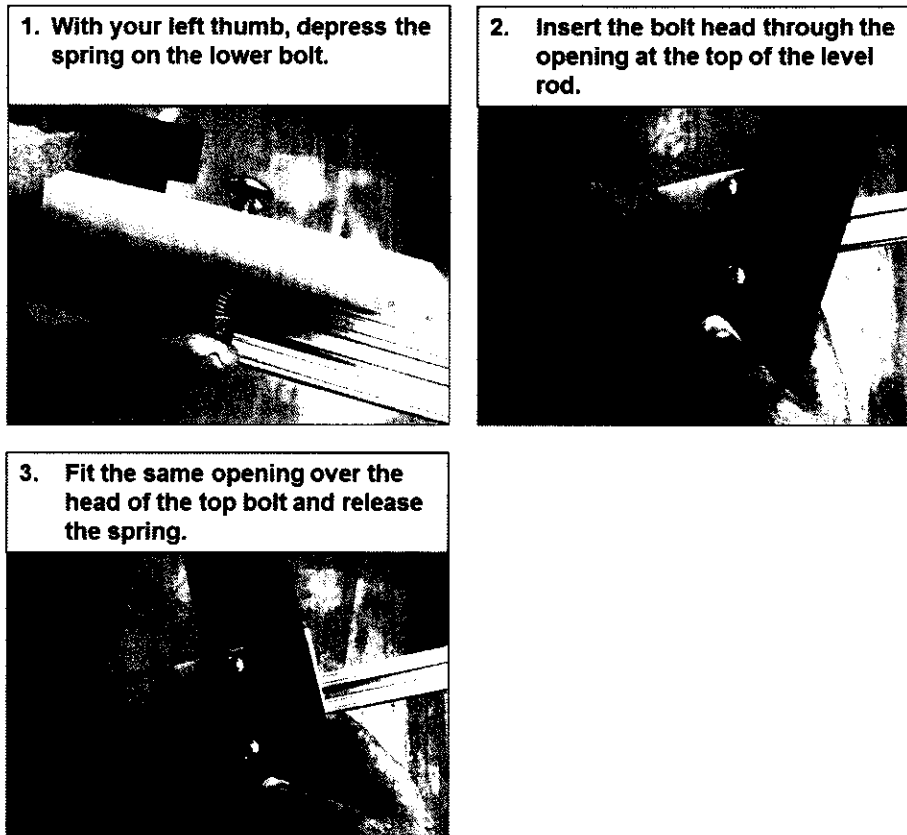 1. With your left thumb, depress the
spring on the lower bolt.
2. Insert the bolt head through the
opening at the top of the level
rod.
3. Fit the same opening over the
head of the top bolt and release
the spring.